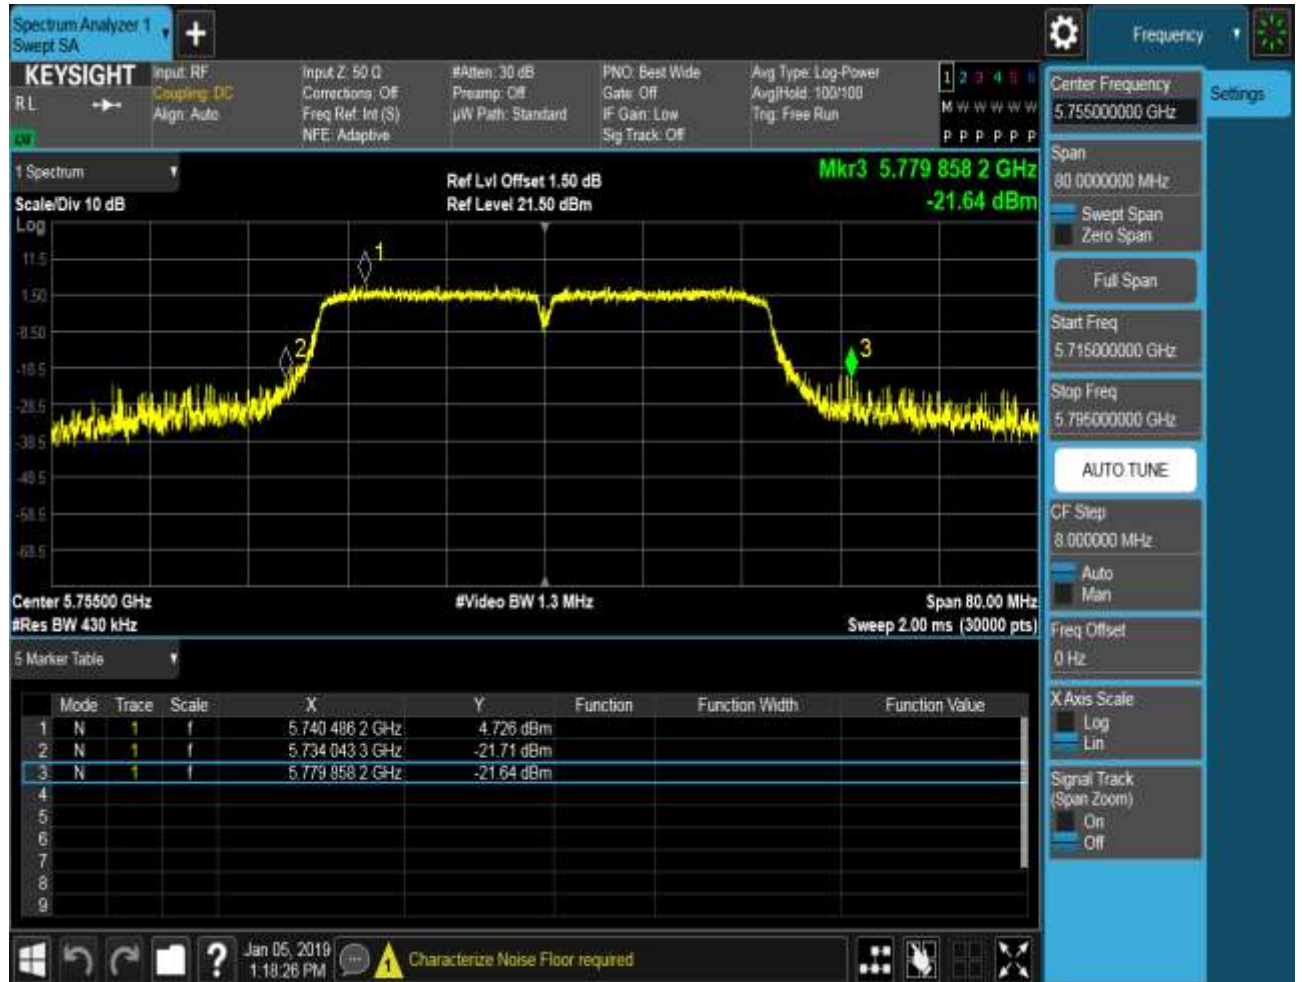 Spectrum Analyzer 1
Swept SA
+
Frequency
KEYSIGHT
R L
Input: RF
Coupling: DC
Align: Auto
Input Z: 50 Ω
Corrections: Off
Freq Ref: Int (S)
NFE: Adaptive
#Atten: 30 dB
Preamp: Off
µW Path: Standard
PNO: Best Wide
Gate: Off
IF Gain: Low
Sig Track: Off
Avg Type: Log-Power
Avg|Hold: 100/100
Trig: Free Run
1 2 3 4 5 6
M W W W W W
P P P P P P
1 Spectrum
Scale/Div 10 dB
Ref Lvl Offset 1.50 dB
Ref Level 21.50 dBm
Mkr3 5.779 858 2 GHz
-21.64 dBm
Log
11.5
1.50
-8.50
-18.5
-28.5
-38.5
-48.5
-58.5
-68.5
1
2
3
Center 5.75500 GHz
#Video BW 1.3 MHz
Span 80.00 MHz
#Res BW 430 kHz
Sweep 2.00 ms (30000 pts)
5 Marker Table
Mode Trace Scale X Y Function Function Width Function Value
1 N 1 f 5.740 486 2 GHz 4.726 dBm
2 N 1 f 5.734 043 3 GHz -21.71 dBm
3 N 1 f 5.779 858 2 GHz -21.64 dBm
4
5
6
7
8
9
Jan 05, 2019
1:18:26 PM
Characterize Noise Floor required
Settings
Center Frequency
5.755000000 GHz
Span
80.0000000 MHz
Swept Span
Zero Span
Full Span
Start Freq
5.715000000 GHz
Stop Freq
5.795000000 GHz
AUTO TUNE
CF Step
8.000000 MHz
Auto
Man
Freq Offset
0 Hz
X Axis Scale
Log
Lin
Signal Track
(Span Zoom)
On
Off